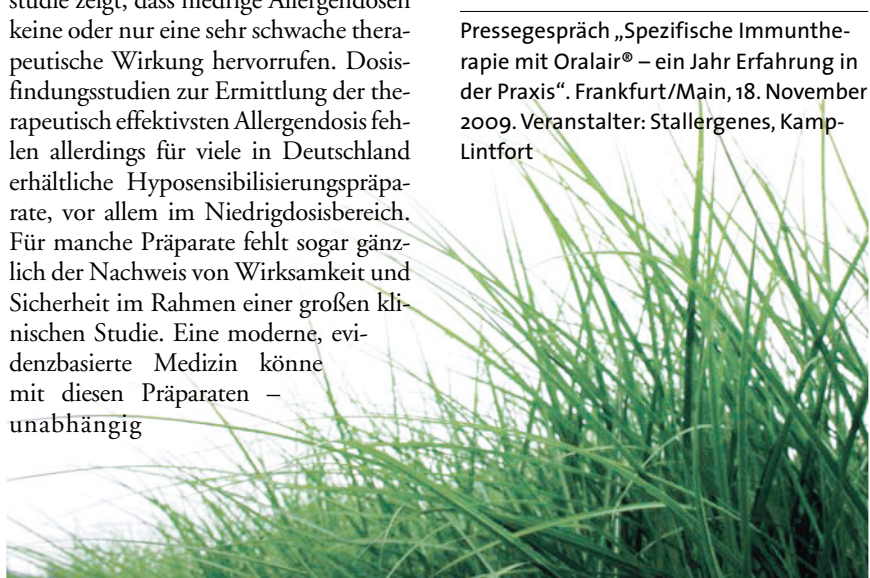 studie zeigt, dass niedrige Allergendosen
keine oder nur eine sehr schwache thera-
peutische Wirkung hervorrufen. Dosis-
findungsstudien zur Ermittlung der the-
rapeutisch effektivsten Allergendosis feh-
len allerdings für viele in Deutschland
erhältliche Hyposensibilisierungspräpa-
rate, vor allem im Niedrigdosisbereich.
Für manche Präparate fehlt sogar gänz-
lich der Nachweis von Wirksamkeit und
Sicherheit im Rahmen einer großen kli-
nischen Studie. Eine moderne, evi-
denzbasierte Medizin könne
mit diesen Präparaten –
unabhängig
Pressegespräch „Spezifische Immunthe-
rapie mit Oralair® – ein Jahr Erfahrung in
der Praxis“. Frankfurt/Main, 18. November
2009. Veranstalter: Stallergenes, Kamp-
Lintfort